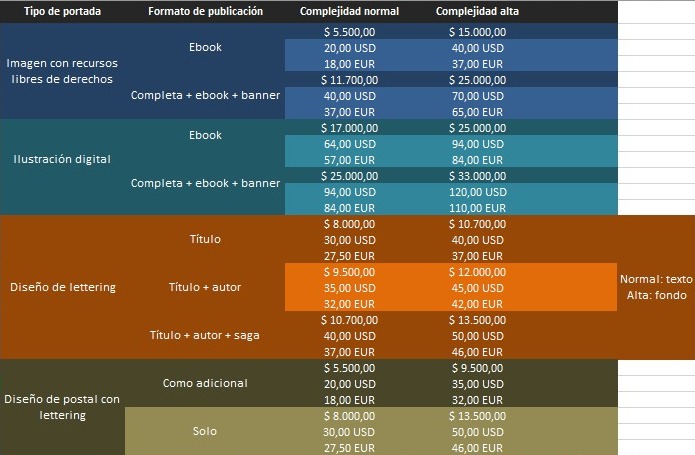 Tipo de portada Formato de publicación Complejidad normal Complejidad alta
Imagen con recursos
libres de derechos
Ebook
$ 5.500,00 $ 15.000,00
20,00 USD 40,00 USD
18,00 EUR 37,00 EUR
Completa + ebook + banner
$ 11.700,00 $ 25.000,00
40,00 USD 70,00 USD
37,00 EUR 65,00 EUR
Ilustración digital
Ebook
$ 17.000,00 $ 25.000,00
64,00 USD 94,00 USD
57,00 EUR 84,00 EUR
Completa + ebook + banner
$ 25.000,00 $ 33.000,00
94,00 USD 120,00 USD
84,00 EUR 110,00 EUR
Diseño de lettering
Título
$ 8.000,00 $ 10.700,00
30,00 USD 40,00 USD
27,50 EUR 37,00 EUR
Título + autor
$ 9.500,00 $ 12.000,00
35,00 USD 45,00 USD
32,00 EUR 42,00 EUR
Título + autor + saga
$ 10.700,00 $ 13.500,00
40,00 USD 50,00 USD
37,00 EUR 46,00 EUR
Normal: texto
Alta: fondo
Diseño de postal con
lettering
Como adicional
$ 5.500,00 $ 9.500,00
20,00 USD 35,00 USD
18,00 EUR 32,00 EUR
Solo
$ 8.000,00 $ 13.500,00
30,00 USD 50,00 USD
27,50 EUR 46,00 EUR